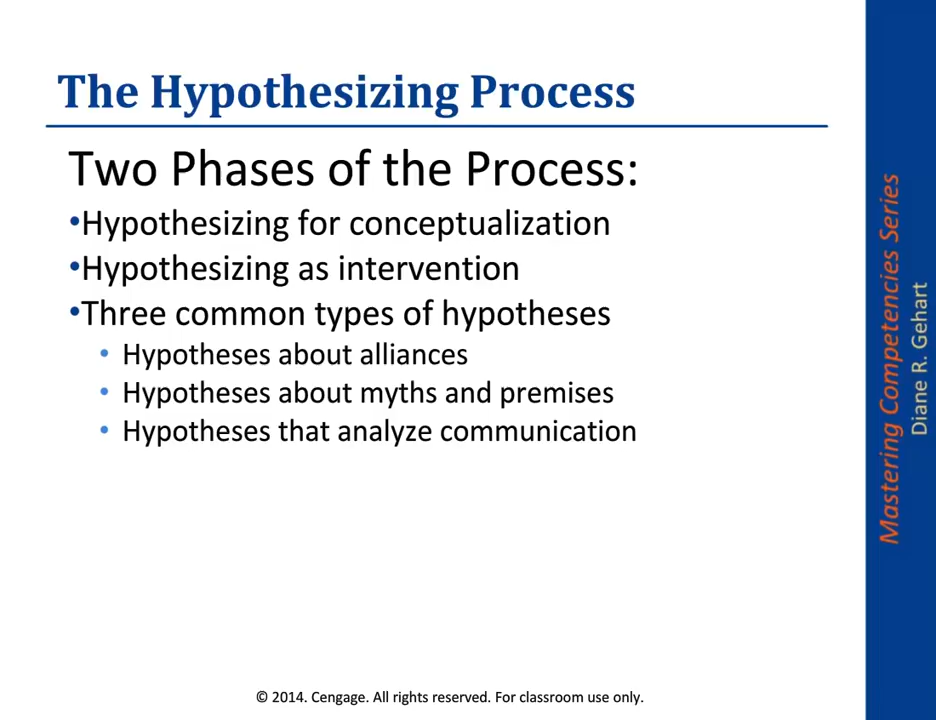 The Hypothesizing Process
Two Phases of the Process:
•Hypothesizing for conceptualization
•Hypothesizing as intervention
•Three common types of hypotheses
• Hypotheses about alliances
• Hypotheses about myths and premises
• Hypotheses that analyze communication
Mastering Competencies Series
Diane R. Gehart
© 2014. Cengage. All rights reserved. For classroom use only.